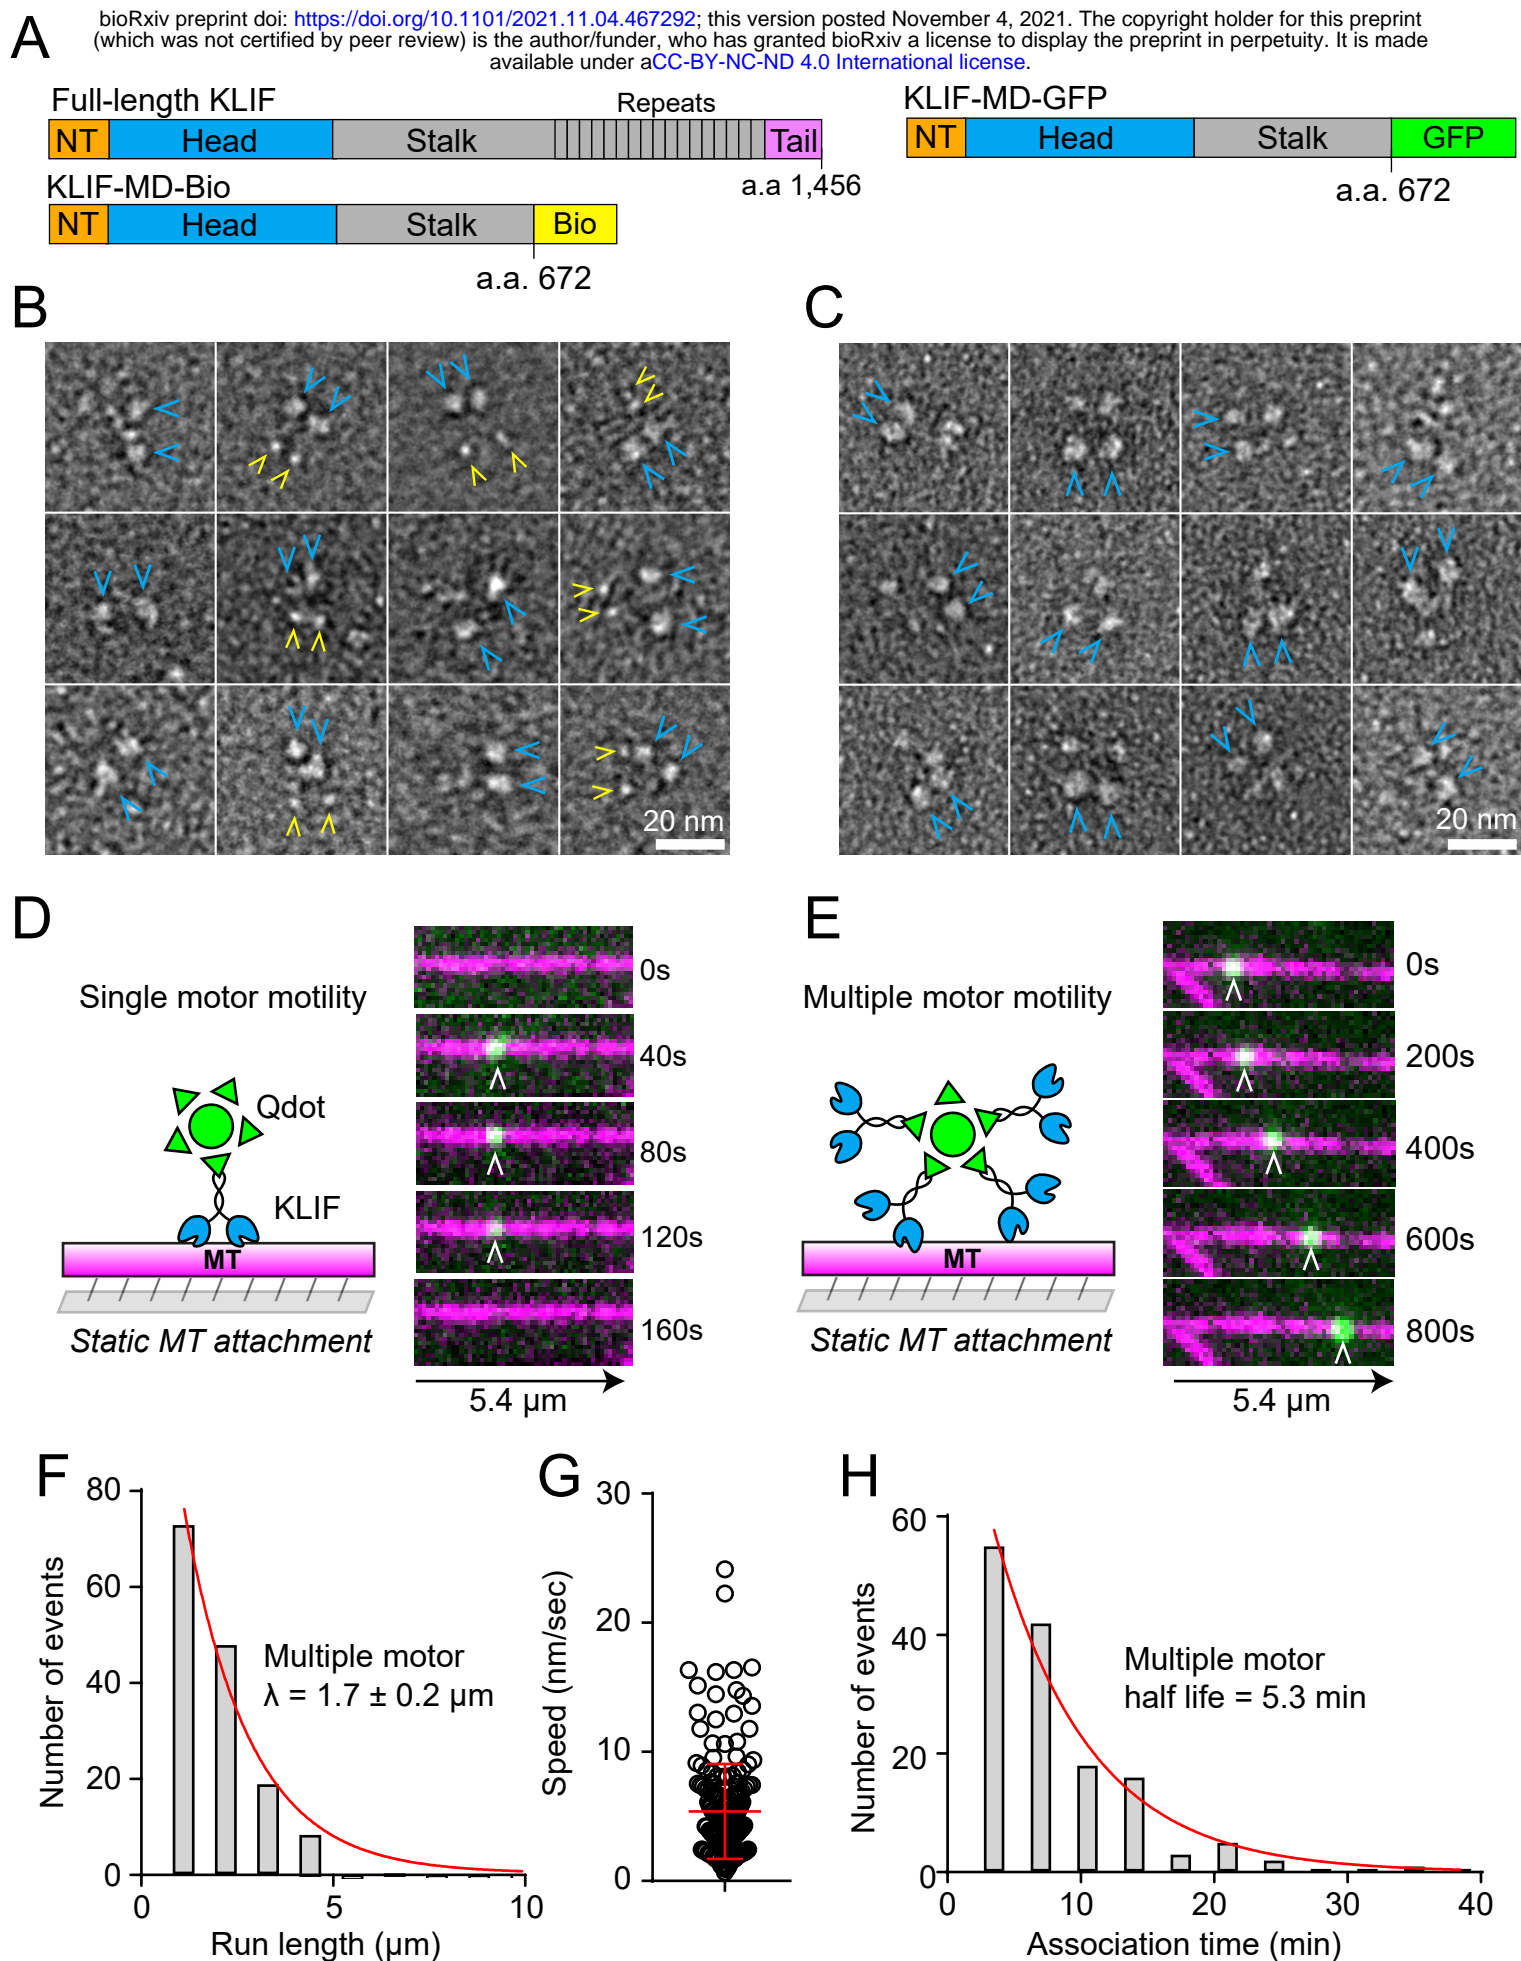 bioRxiv preprint doi: https://doi.org/10.1101/2021.11.04.467292; this version posted November 4, 2021. The copyright holder for this preprint
(which was not certified by peer review) is the author/funder, who has granted bioRxiv a license to display the preprint in perpetuity. It is made
available under aCC-BY-NC-ND 4.0 International license.
A
Full-length KLIF
Repeats
NT Head Stalk Tail
a.a 1,456
KLIF-MD-Bio
NT Head Stalk Bio
a.a. 672
KLIF-MD-GFP
NT Head Stalk GFP
a.a. 672
B
20 nm
C
20 nm
D
Single motor motility
Qdot
KLIF
MT
Static MT attachment
0s
40s
80s
120s
160s
5.4 µm
E
Multiple motor motility
MT
Static MT attachment
0s
200s
400s
600s
800s
5.4 µm
F
Number of events
80
60
40
20
0
Multiple motor
λ = 1.7 ± 0.2 µm
0 5 10
Run length (µm)
G
Speed (nm/sec)
30
20
10
0
H
Number of events
60
40
20
0
Multiple motor
half life = 5.3 min
0 10 20 30 40
Association time (min)